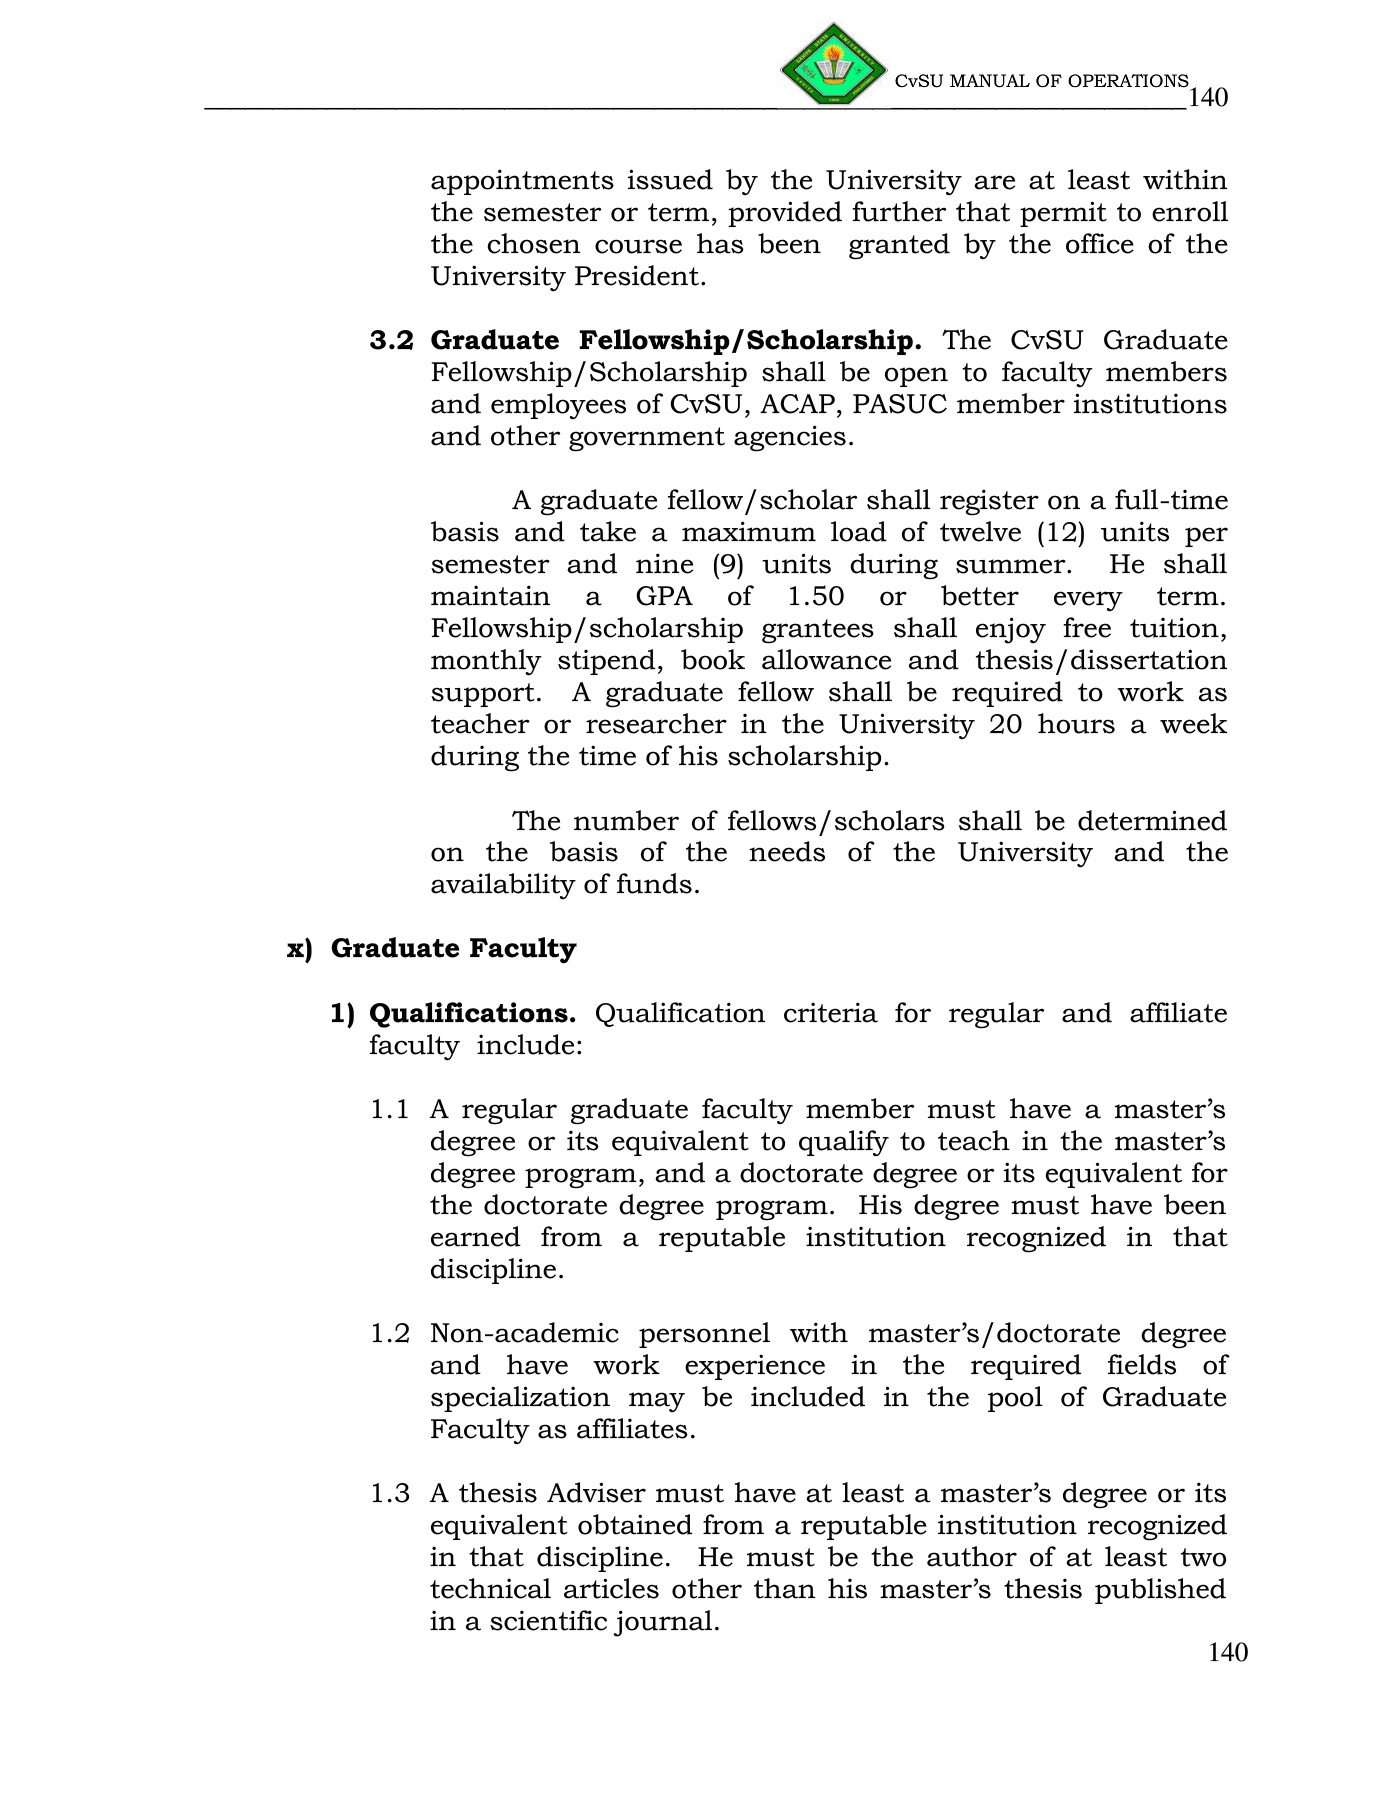 CvSU MANUAL OF OPERATIONS
140
appointments issued by the University are at least within
the semester or term, provided further that permit to enroll
the chosen course has been granted by the office of the
University President.
3.2 Graduate Fellowship/Scholarship. The CvSU Graduate
Fellowship/Scholarship shall be open to faculty members
and employees of CvSU, ACAP, PASUC member institutions
and other government agencies.
A graduate fellow/scholar shall register on a full-time
basis and take a maximum load of twelve (12) units per
semester and nine (9) units during summer. He shall
maintain a GPA of 1.50 or better every term.
Fellowship/scholarship grantees shall enjoy free tuition,
monthly stipend, book allowance and thesis/dissertation
support. A graduate fellow shall be required to work as
teacher or researcher in the University 20 hours a week
during the time of his scholarship.
The number of fellows/scholars shall be determined
on the basis of the needs of the University and the
availability of funds.
x) Graduate Faculty
1) Qualifications. Qualification criteria for regular and affiliate
faculty include:
1.1 A regular graduate faculty member must have a master’s
degree or its equivalent to qualify to teach in the master’s
degree program, and a doctorate degree or its equivalent for
the doctorate degree program. His degree must have been
earned from a reputable institution recognized in that
discipline.
1.2 Non-academic personnel with master’s/doctorate degree
and have work experience in the required fields of
specialization may be included in the pool of Graduate
Faculty as affiliates.
1.3 A thesis Adviser must have at least a master’s degree or its
equivalent obtained from a reputable institution recognized
in that discipline. He must be the author of at least two
technical articles other than his master’s thesis published
in a scientific journal.
140